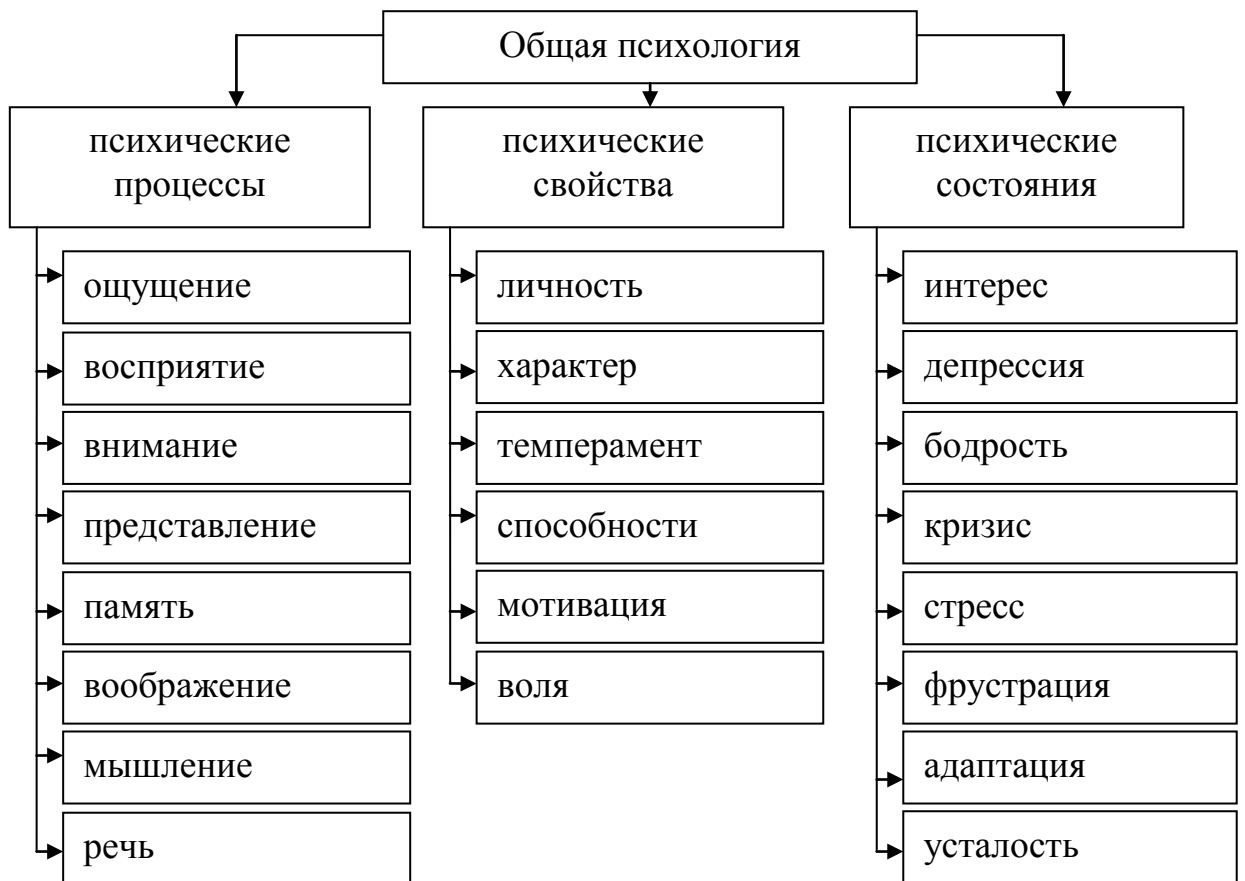 Общая психология
психические
процессы
ощущение
восприятие
внимание
представление
память
воображение
мышление
речь
психические
свойства
личность
характер
темперамент
способности
мотивация
воля
психические
состояния
интерес
депрессия
бодрость
кризис
стресс
фрустрация
адаптация
усталость